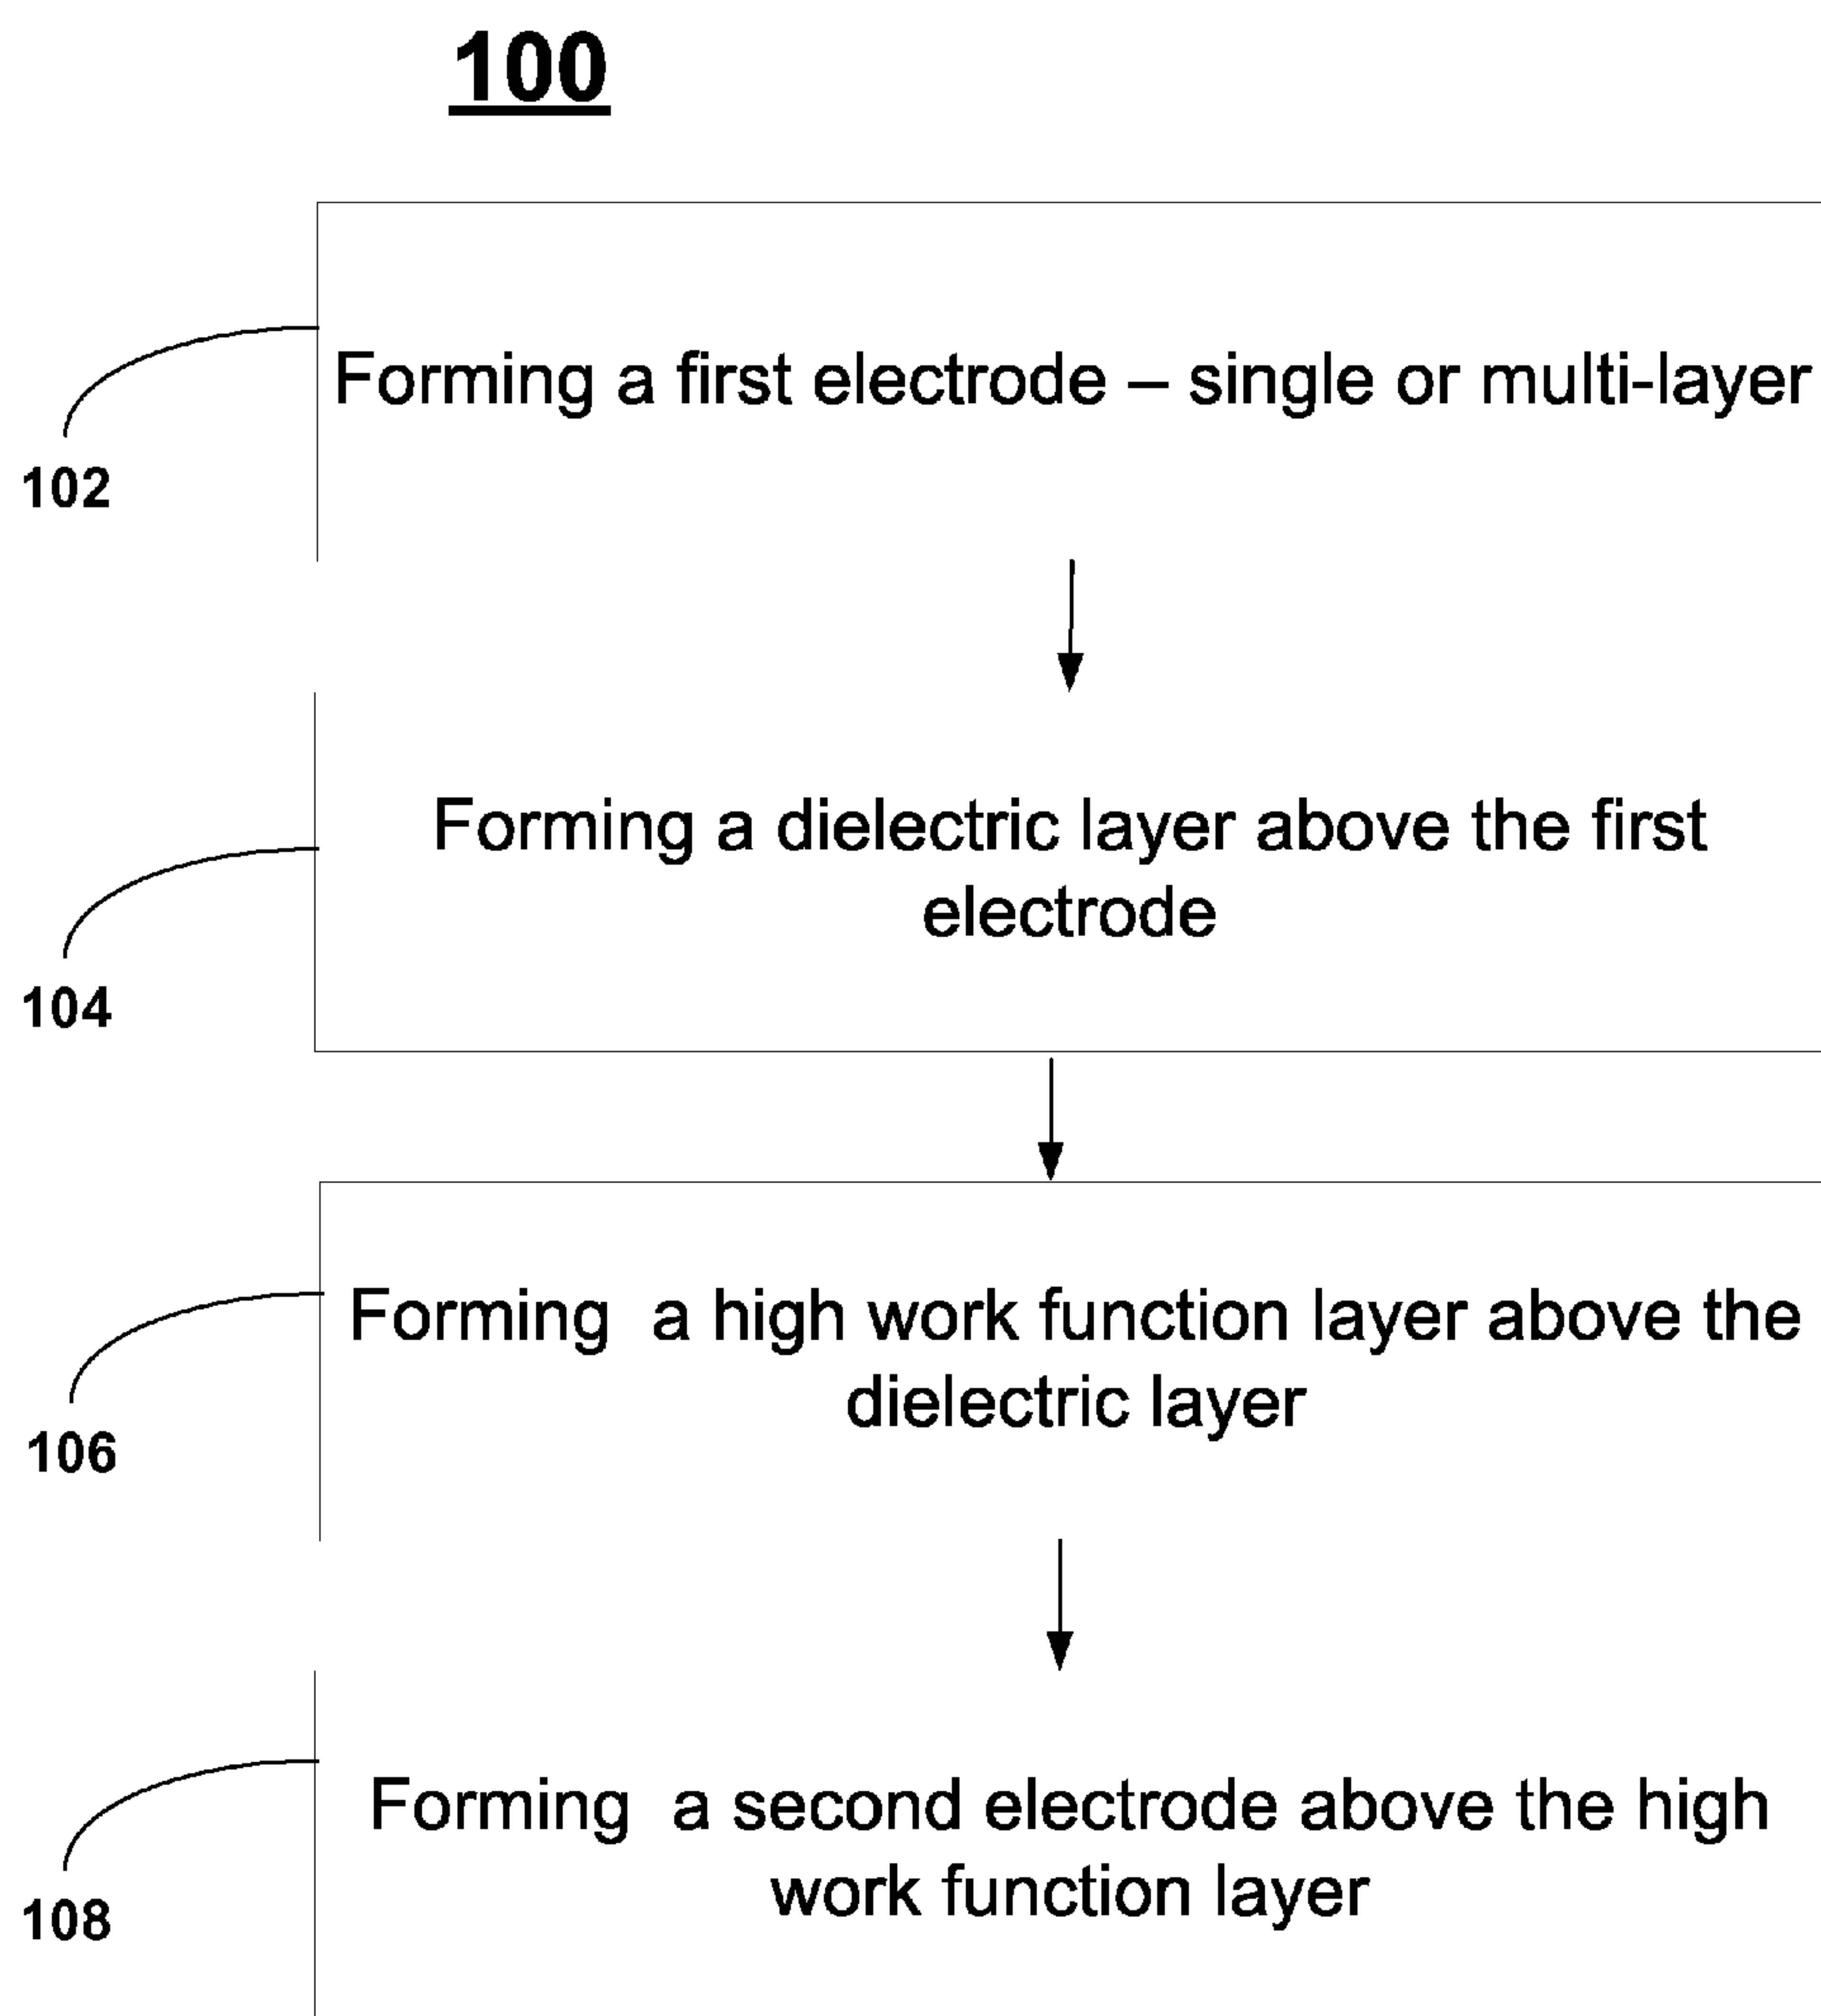 100
Forming a first electrode – single or multi-layer
102
Forming a dielectric layer above the first
electrode
104
Forming a high work function layer above the
dielectric layer
106
Forming a second electrode above the high
work function layer
108